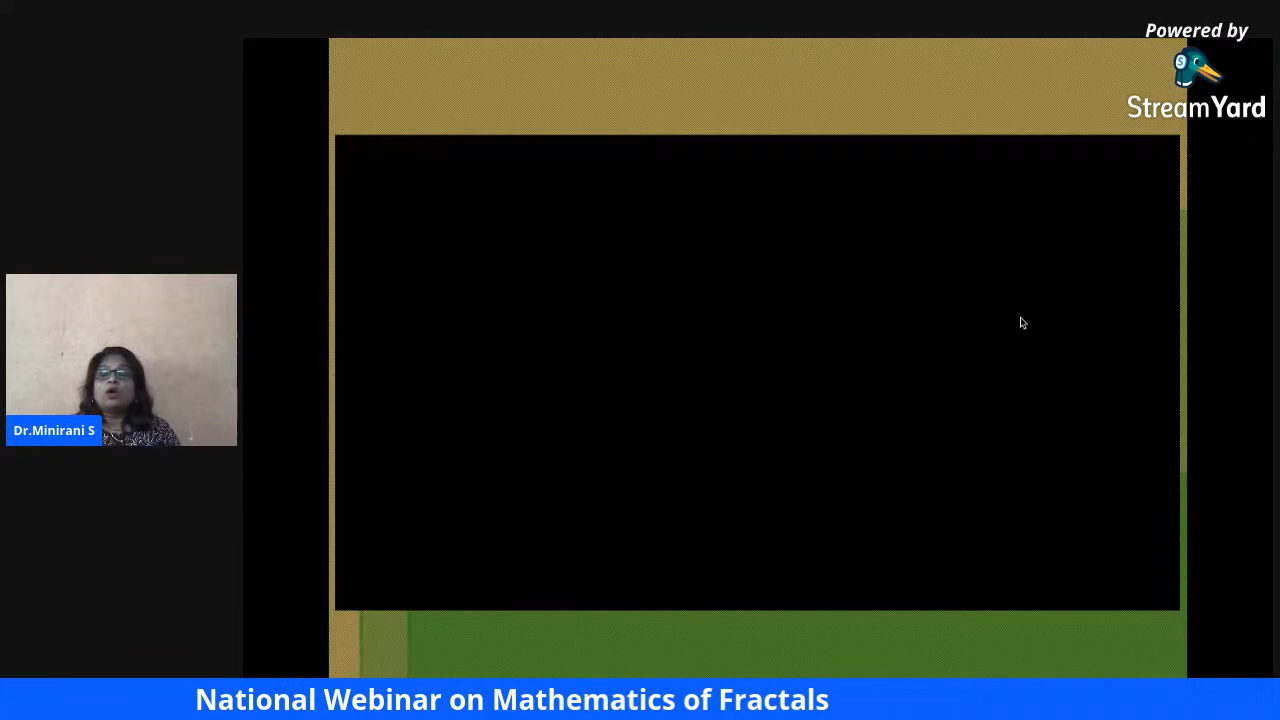 Powered by
StreamYard
Dr.Minirani S
National Webinar on Mathematics of Fractals